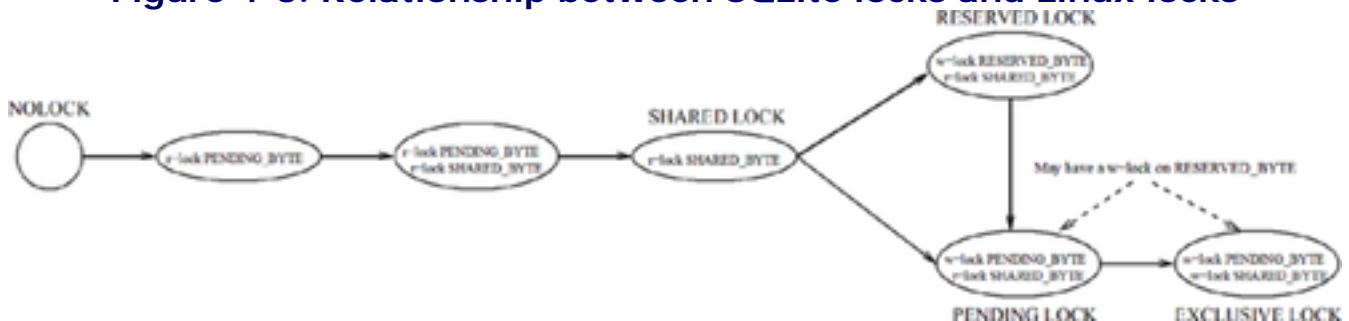 Figure 4-3: Relationship between SQLite locks and Linux locks
RESERVED LOCK
w-lock RESERVED_BYTE
r-lock SHARED_BYTE
NOLOCK
SHARED LOCK
r-lock PENDING_BYTE
r-lock PENDING_BYTE
r-lock SHARED_BYTE
r-lock SHARED_BYTE
May have a w-lock on RESERVED_BYTE
w-lock PENDING_BYTE
r-lock SHARED_BYTE
w-lock PENDING_BYTE
w-lock SHARED_BYTE
PENDING LOCK
EXCLUSIVE LOCK